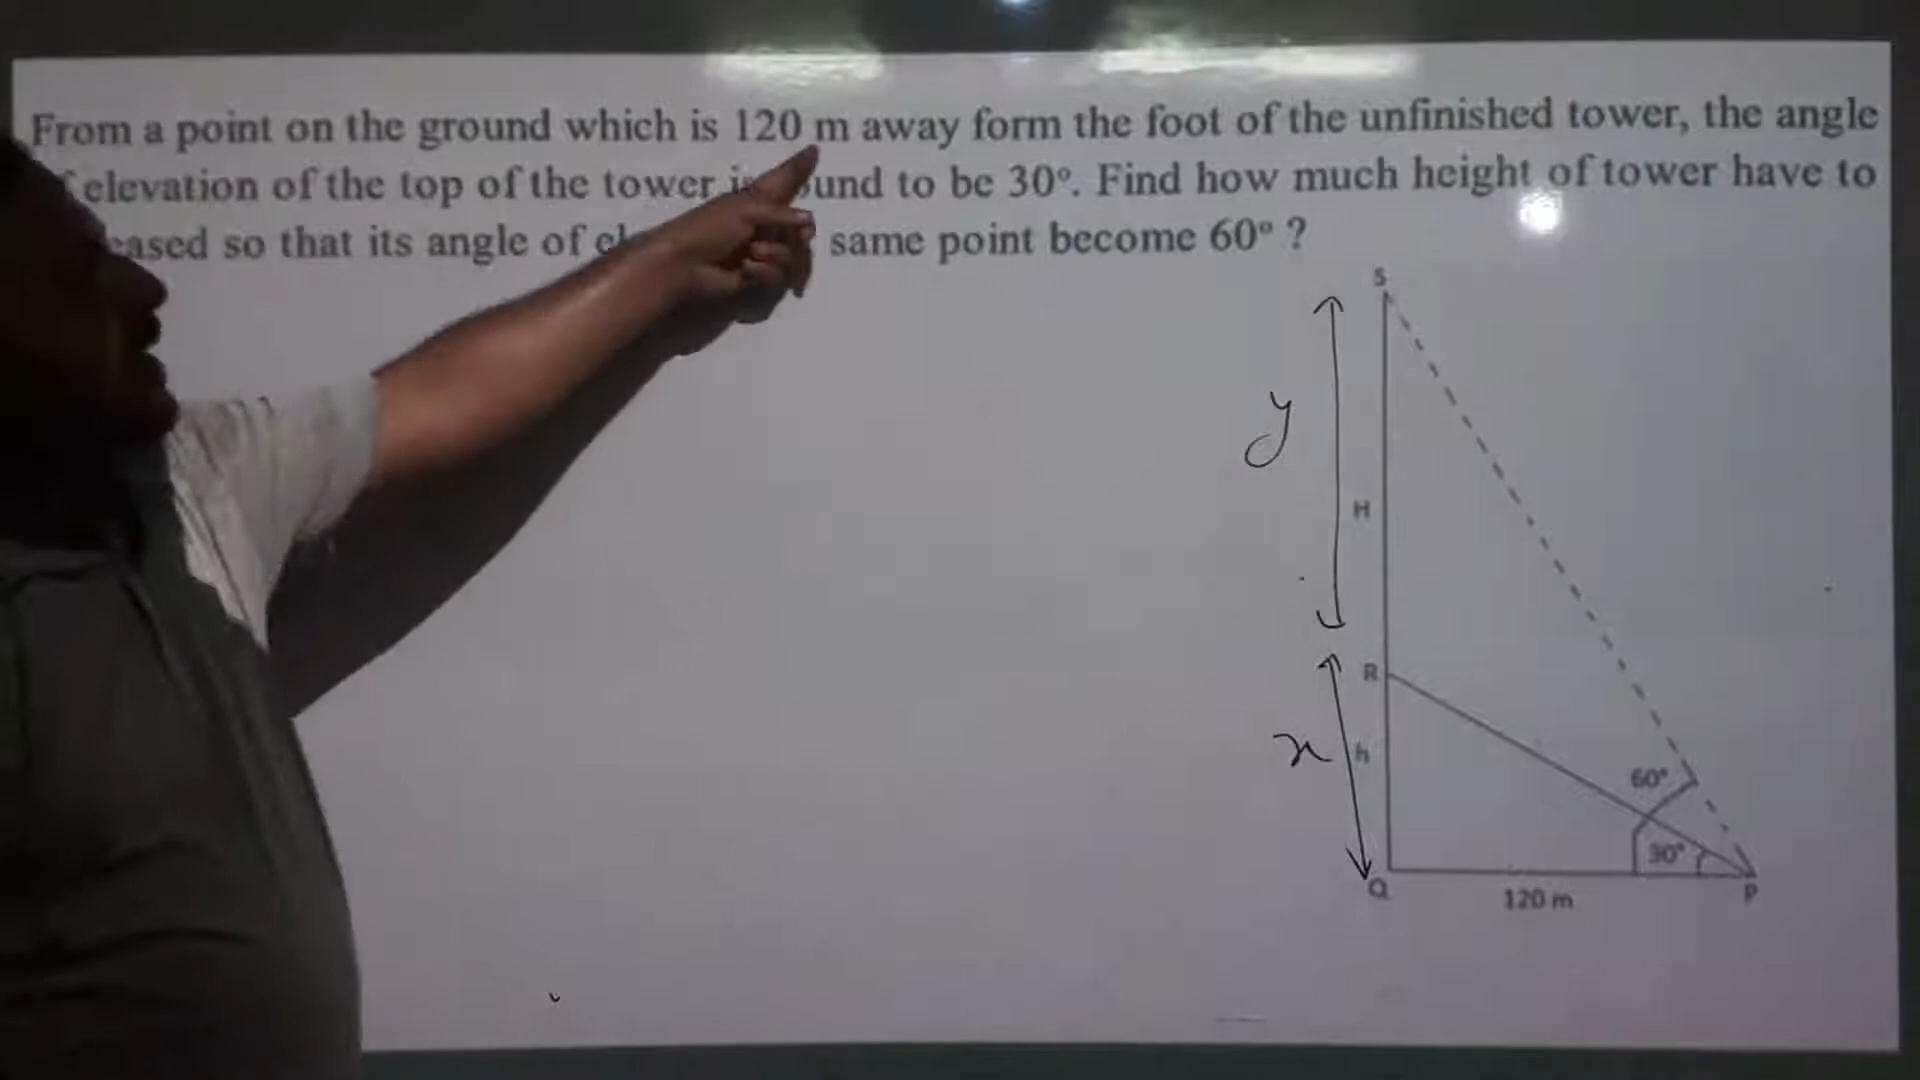 From a point on the ground which is 120 m away form the foot of the unfinished tower, the angle
elevation of the top of the tower to be 30°. Find how much height of tower have to
so that its angle of same point become 60° ?
S
y
H
R
x
h
60°
30°
Q
120 m
P